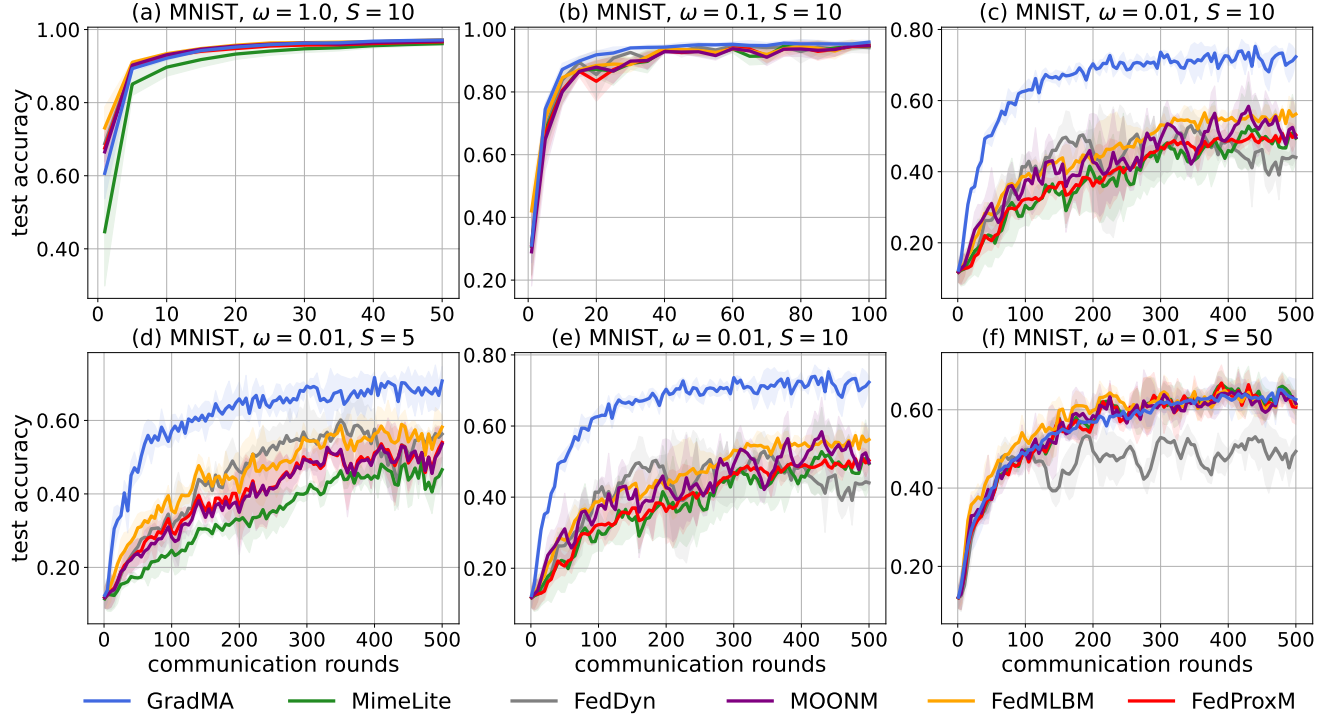 (a) MNIST, ω = 1.0, S = 10
(b) MNIST, ω = 0.1, S = 10
(c) MNIST, ω = 0.01, S = 10
test accuracy
1.00
0.80
0.60
0.40
0 10 20 30 40 50
1.00
0.80
0.60
0.40
0.20
0 20 40 60 80 100
0.80
0.60
0.40
0.20
0 100 200 300 400 500
(d) MNIST, ω = 0.01, S = 5
(e) MNIST, ω = 0.01, S = 10
(f) MNIST, ω = 0.01, S = 50
test accuracy
0.60
0.40
0.20
0 100 200 300 400 500
0.80
0.60
0.40
0.20
0 100 200 300 400 500
0.60
0.40
0.20
0 100 200 300 400 500
communication rounds
communication rounds
communication rounds
GradMA MimeLite FedDyn MOONM FedMLBM FedProxM